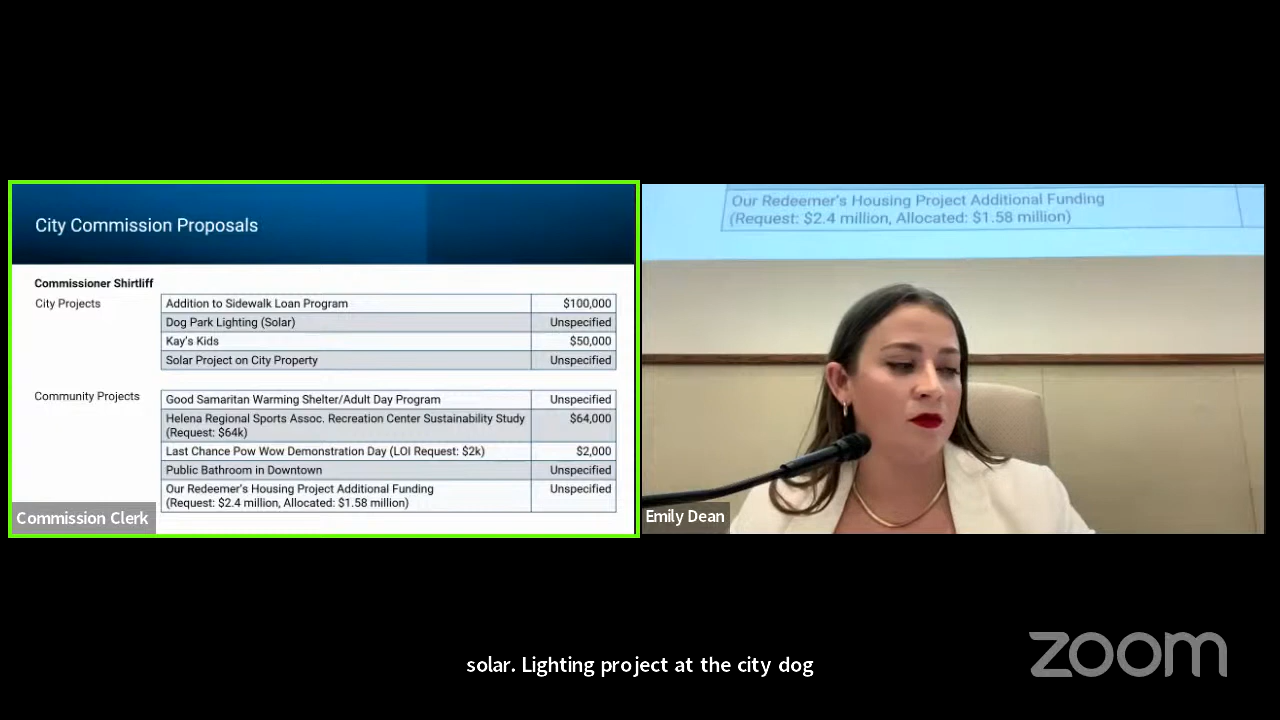 City Commission Proposals
Commissioner Shirtliff
City Projects
Addition to Sidewalk Loan Program $100,000
Dog Park Lighting (Solar) Unspecified
Kay's Kids $50,000
Solar Project on City Property Unspecified
Community Projects
Good Samaritan Warming Shelter/Adult Day Program Unspecified
Helena Regional Sports Assoc. Recreation Center Sustainability Study $64,000
(Request: $64k)
Last Chance Pow Wow Demonstration Day (LOI Request: $2k) $2,000
Public Bathroom in Downtown Unspecified
Our Redeemer's Housing Project Additional Funding Unspecified
(Request: $2.4 million, Allocated: $1.58 million)
Commission Clerk
Our Redeemer's Housing Project Additional Funding
(Request: $2.4 million, Allocated: $1.58 million)
Emily Dean
solar. Lighting project at the city dog
zoom